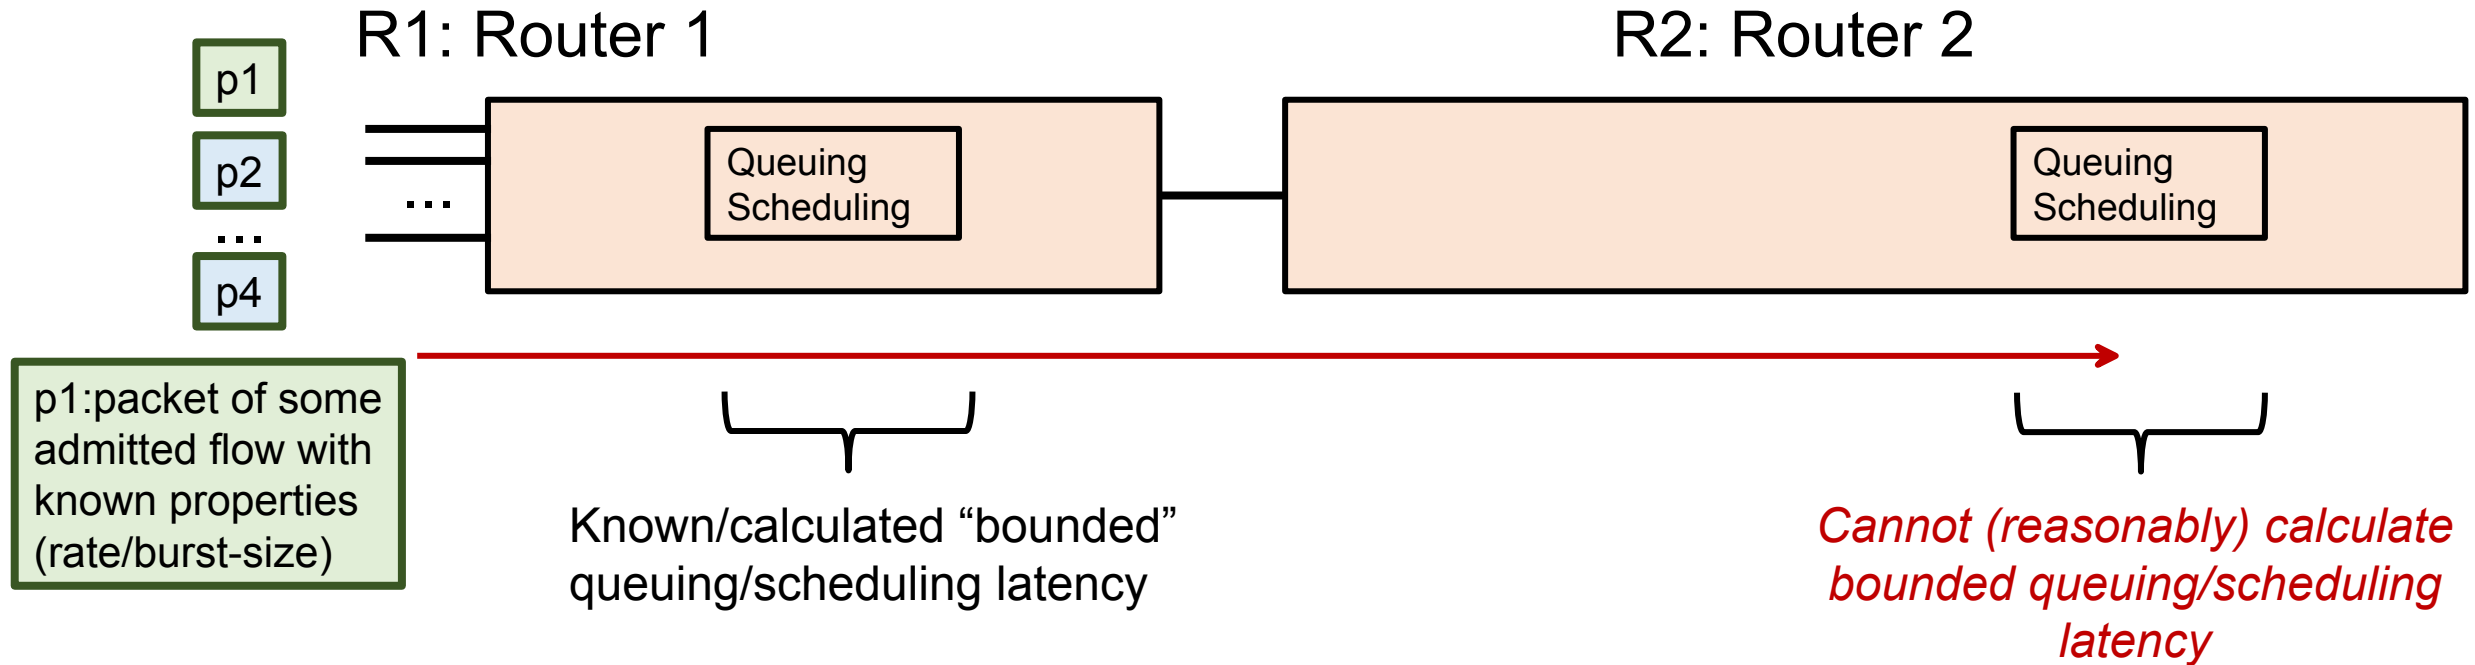 R1: Router 1
R2: Router 2
p1
p2
...
p4
...
Queuing
Scheduling
Queuing
Scheduling
p1:packet of some
admitted flow with
known properties
(rate/burst-size)
Known/calculated “bounded”
queuing/scheduling latency
Cannot (reasonably) calculate
bounded queuing/scheduling
latency